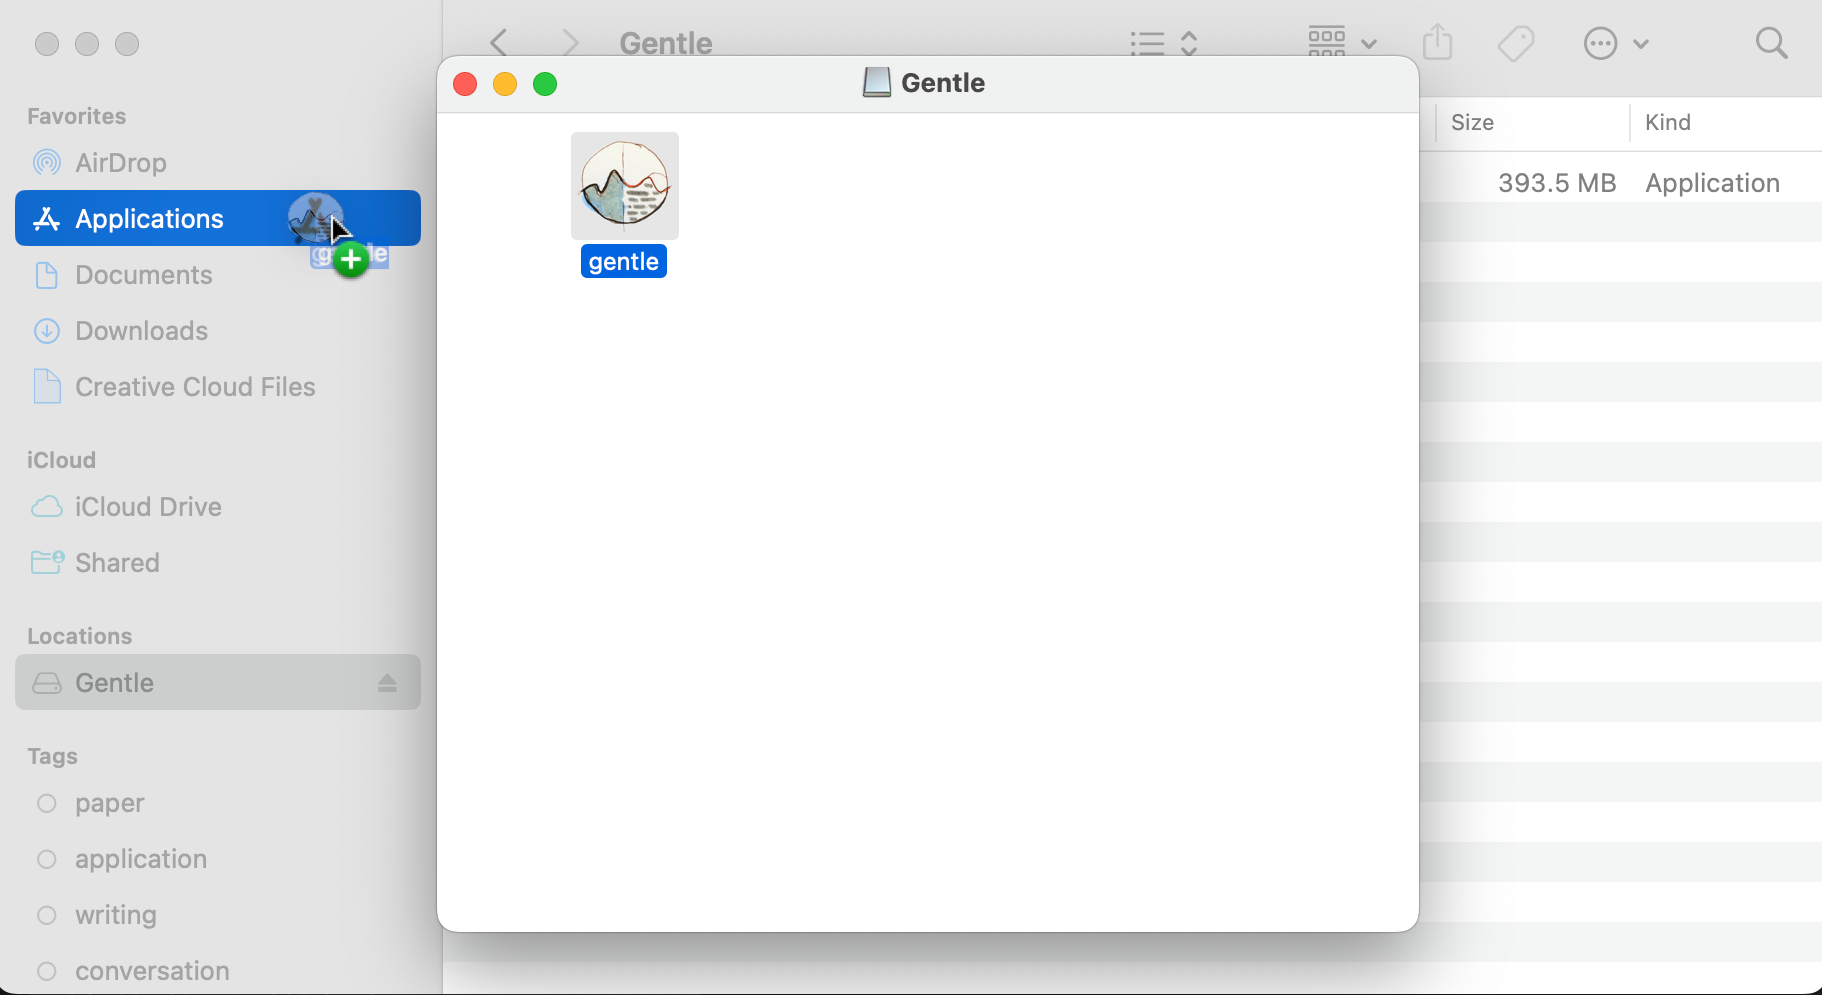 Gentle
Gentle
Favorites
AirDrop
Applications
Documents
Downloads
Creative Cloud Files
iCloud
iCloud Drive
Shared
Locations
Gentle
Tags
paper
application
writing
conversation
gentle
Size
Kind
393.5 MB
Application